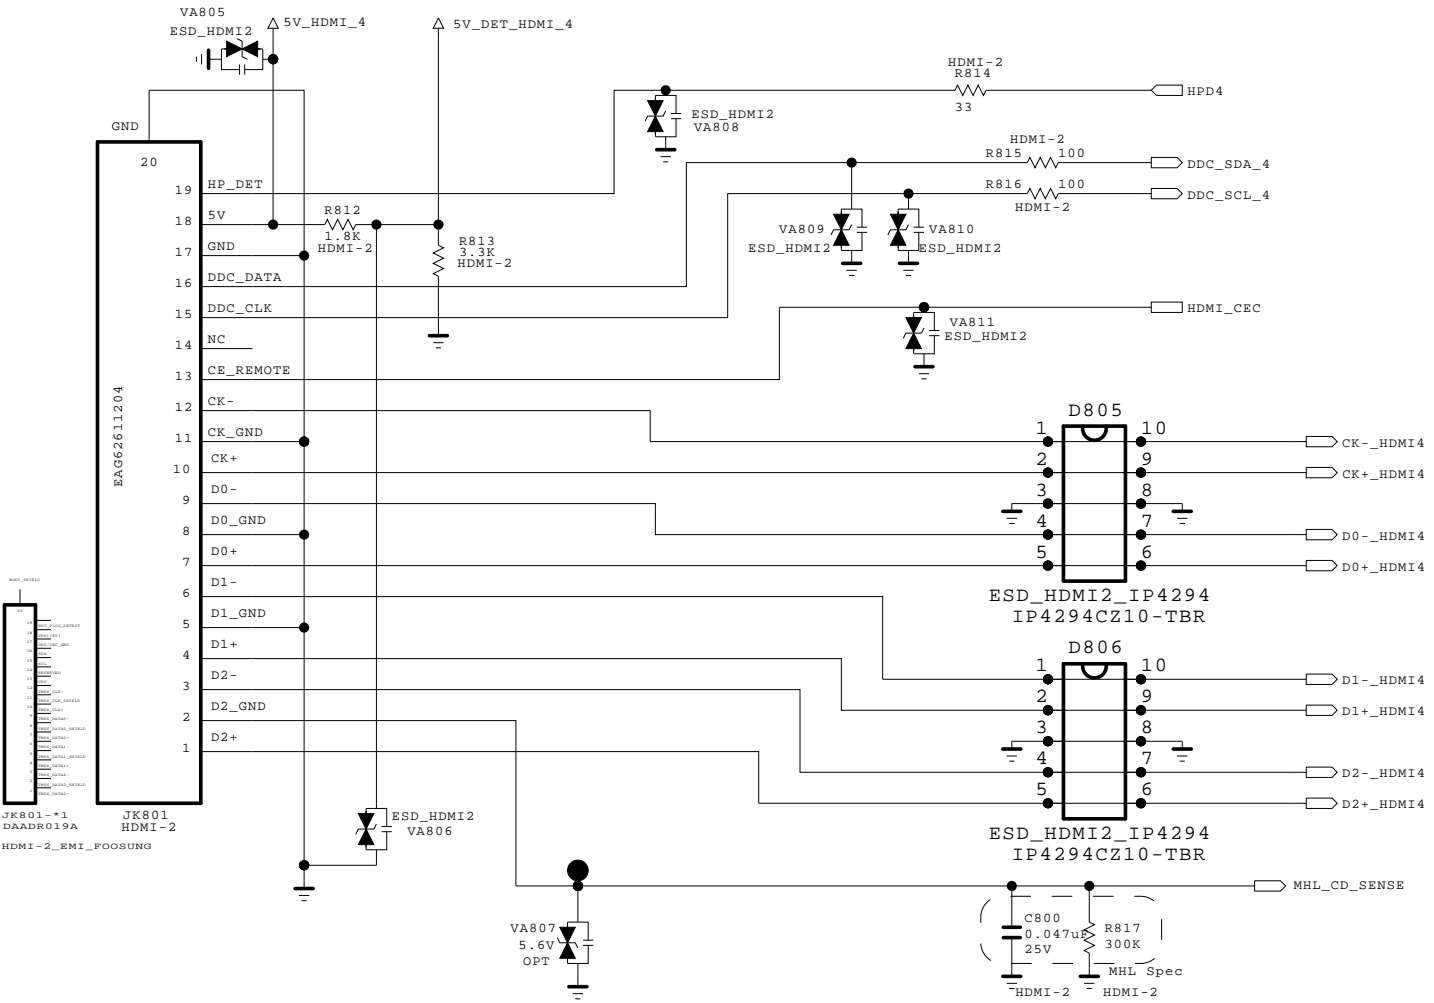 VA805
ESD_HDMI2
5V_HDMI_4
5V_DET_HDMI_4
HDMI-2
R814
33
HPD4
ESD_HDMI2
VA808
GND
20
HDMI-2
R815
100
DDC_SDA_4
R816
100
HDMI-2
DDC_SCL_4
19
HP_DET
18
5V
R812
1.8K
HDMI-2
R813
3.3K
HDMI-2
VA809
ESD_HDMI2
VA810
ESD_HDMI2
17
GND
16
DDC_DATA
15
DDC_CLK
14
NC
13
CE_REMOTE
HDMI_CEC
VA811
ESD_HDMI2
12
CK-
11
CK_GND
10
CK+
9
D0-
8
D0_GND
7
D0+
6
D1-
5
D1_GND
4
D1+
3
D2-
2
D2_GND
1
D2+
EAG62611204
D805
1
10
CK-_HDMI4
2
9
CK+_HDMI4
3
8
4
7
D0-_HDMI4
5
6
D0+_HDMI4
ESD_HDMI2_IP4294
IP4294CZ10-TBR
D806
1
10
D1-_HDMI4
2
9
D1+_HDMI4
3
8
4
7
D2-_HDMI4
5
6
D2+_HDMI4
ESD_HDMI2_IP4294
IP4294CZ10-TBR
JK801-*1
DAADR019A
HDMI-2_EMI_FOOSUNG
JK801
HDMI-2
ESD_HDMI2
VA806
MHL_CD_SENSE
VA807
5.6V
OPT
C800
0.047uF
25V
R817
300K
MHL Spec
HDMI-2
HDMI-2